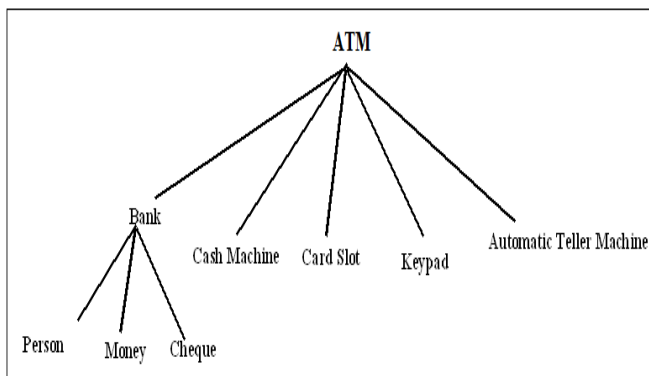 ATM
Bank
Cash Machine
Card Slot
Keypad
Automatic Teller Machine
Person
Money
Cheque